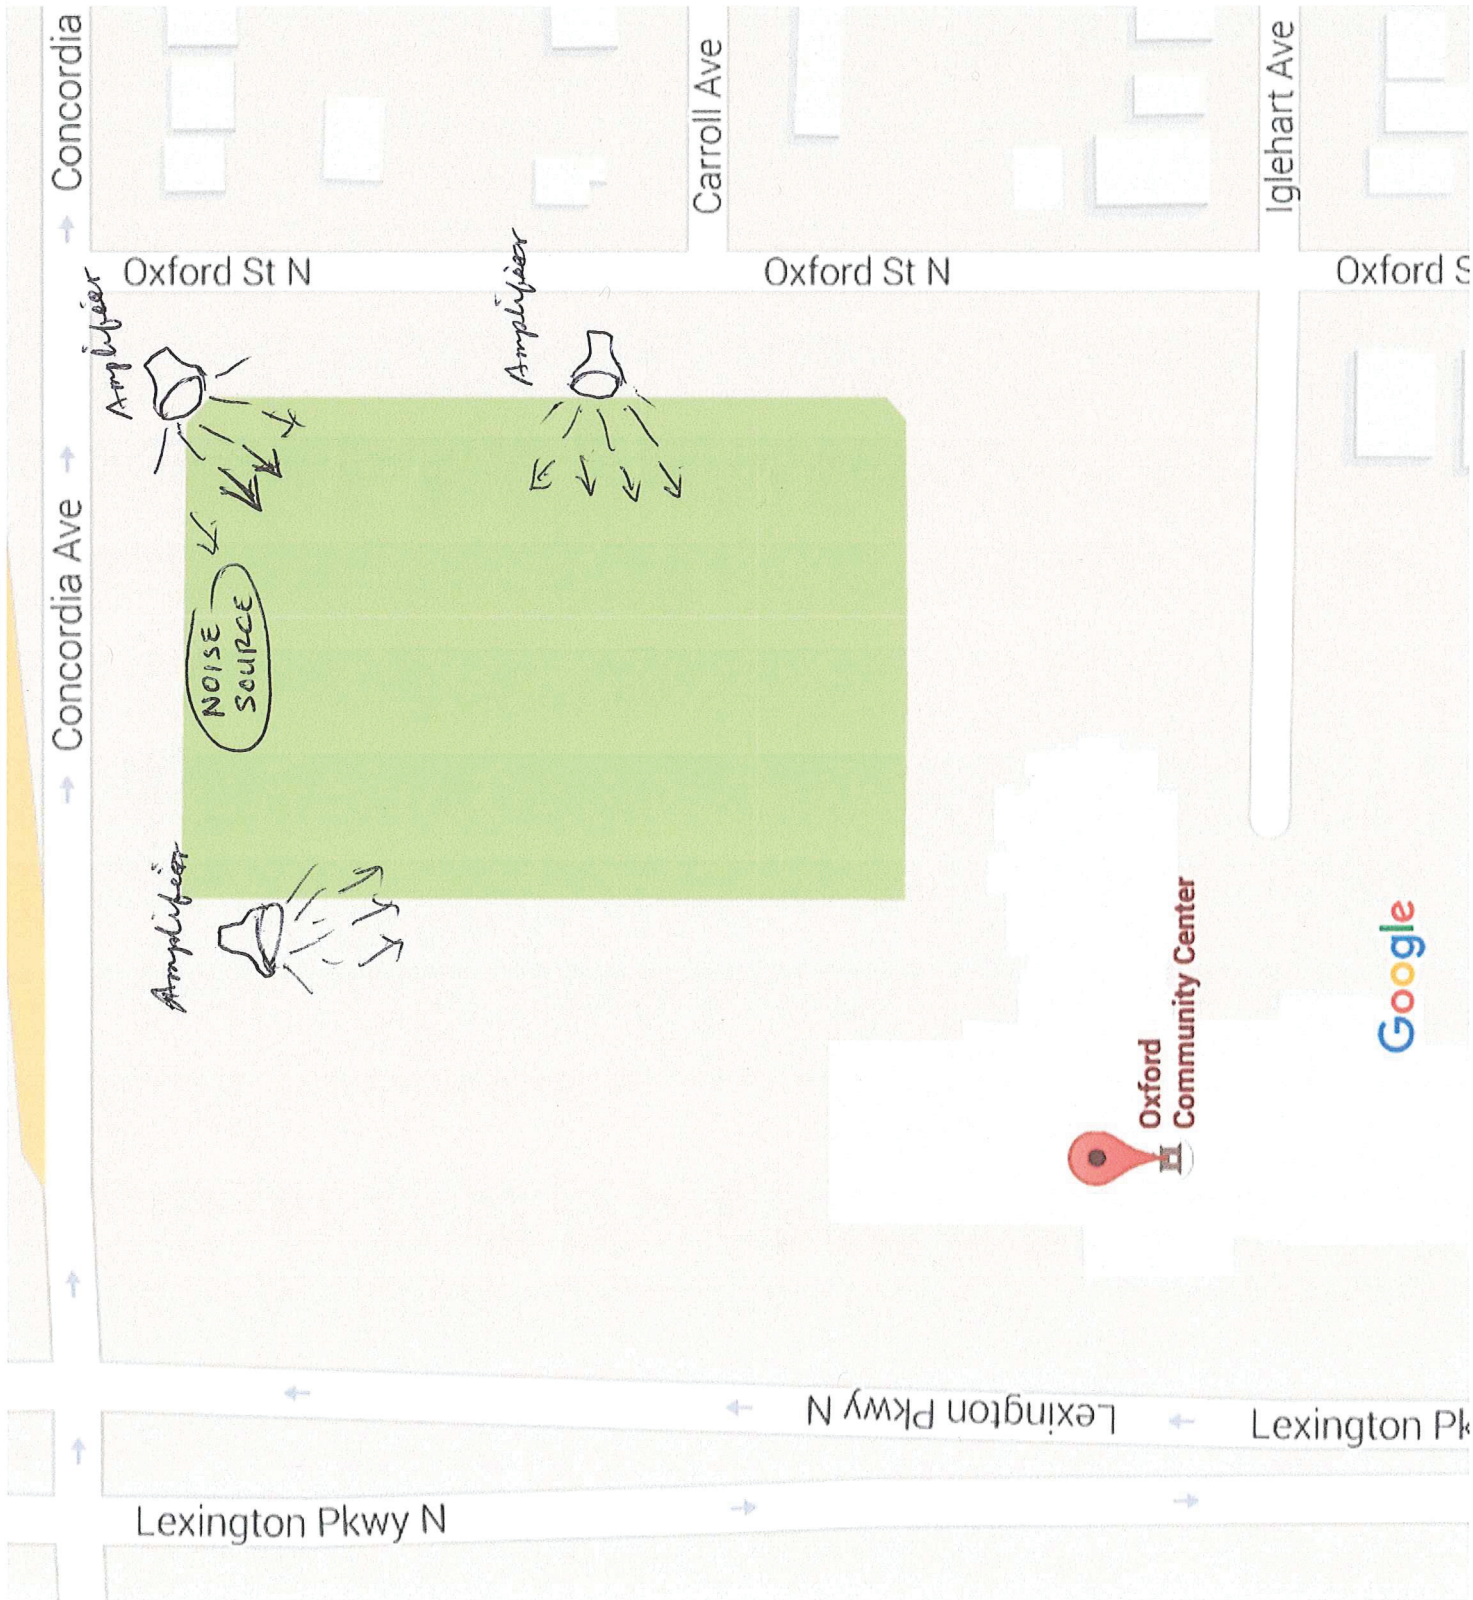 Concordia
Carroll Ave
Iglehart Ave
Oxford St N
Oxford St N
Oxford S
Amplifier
Amplifier
Concordia Ave
NOISE
SOURCE
Amplifier
Oxford
Community Center
Google
Lexington Pkwy N
Lexington Pk
Lexington Pkwy N